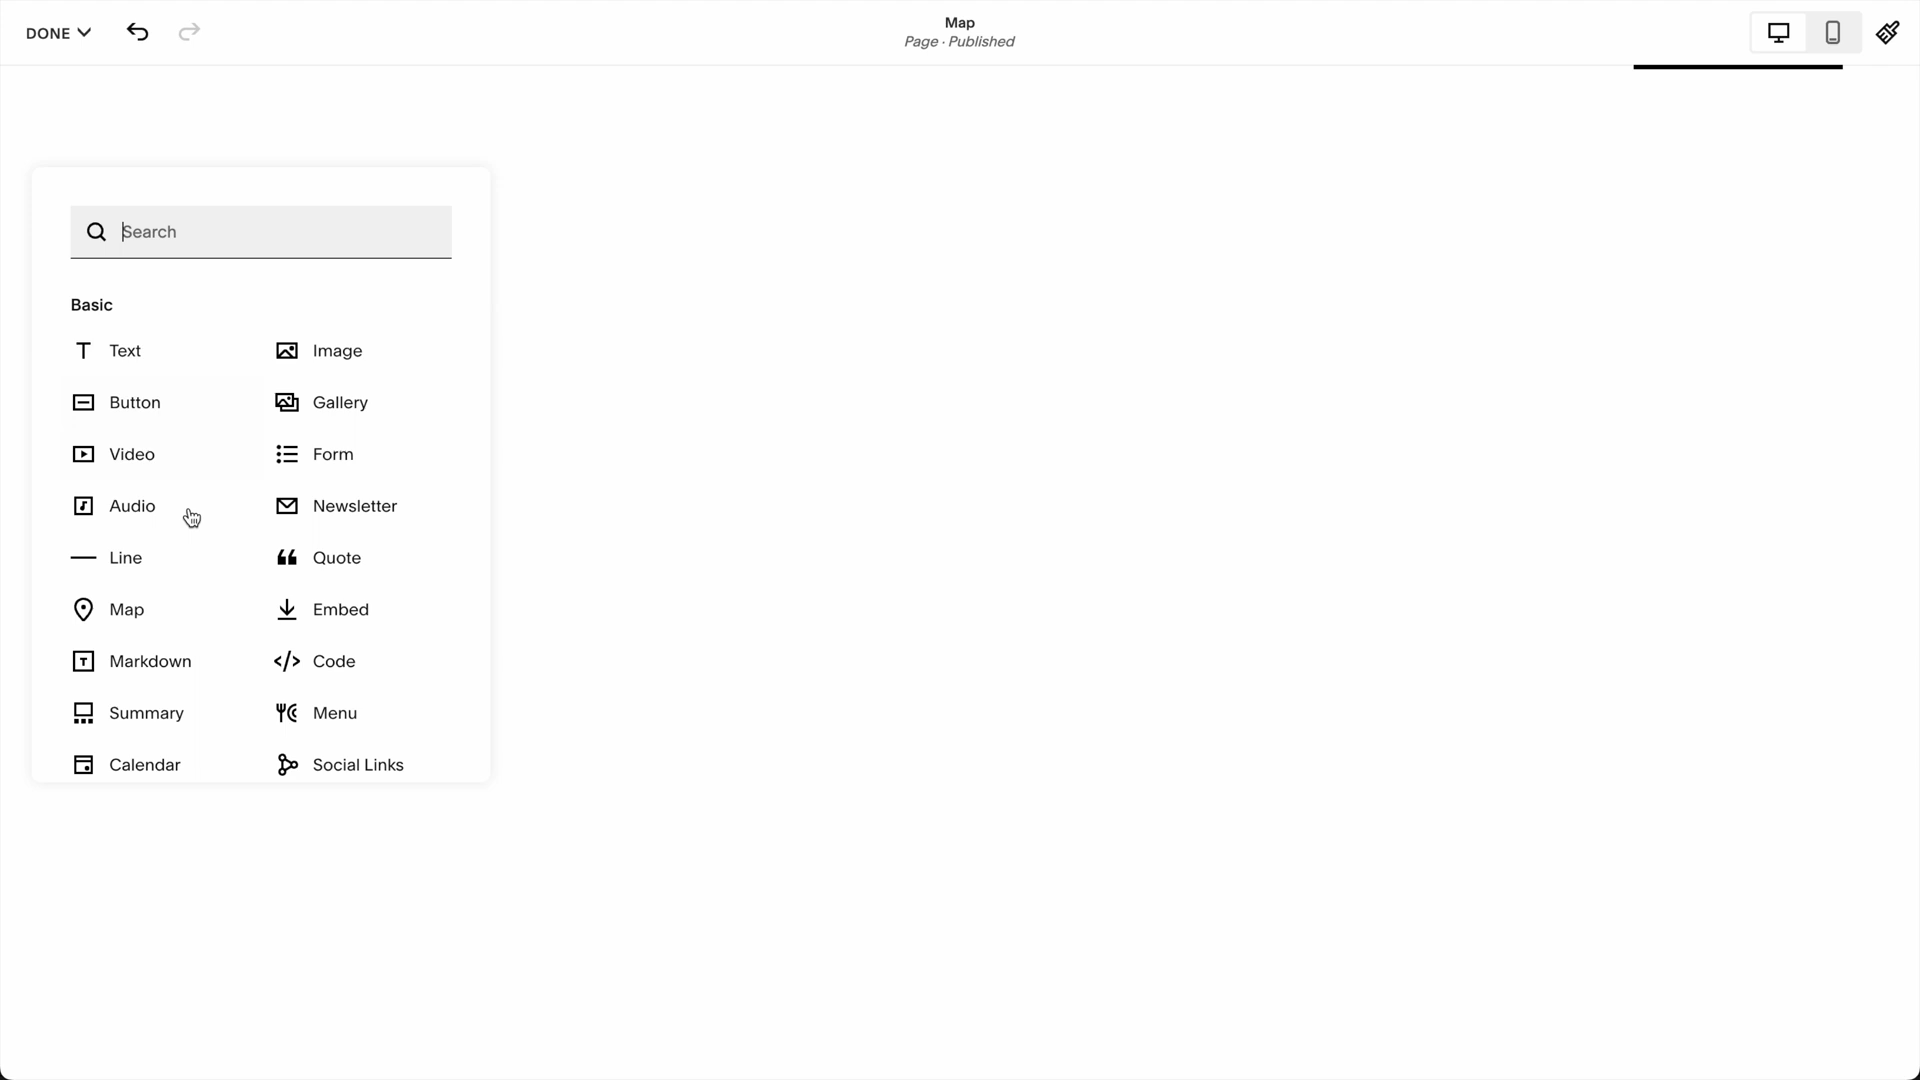 DONE
Map
Page · Published
Search
Basic
Text
Image
Button
Gallery
Video
Form
Audio
Newsletter
Line
Quote
Map
Embed
Markdown
Code
Summary
Menu
Calendar
Social Links